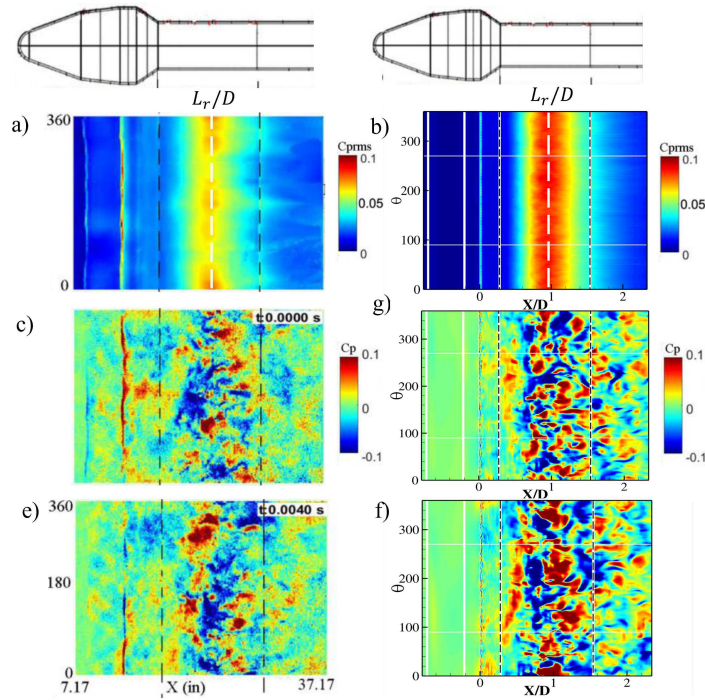 L_r/D
L_r/D
a)
360
0
Cprms
0.1
0.05
0
b)
θ
300
200
100
0
0
1
2
X/D
Cprms
0.1
0.05
0
c)
t:0.0000 s
Cp
0.1
0
-0.1
g)
θ
300
200
100
0
0
1
2
X/D
Cp
0.1
0
-0.1
e)
360
180
0
t:0.0040 s
7.17
X (in)
37.17
f)
θ
300
200
100
0
0
1
2
X/D